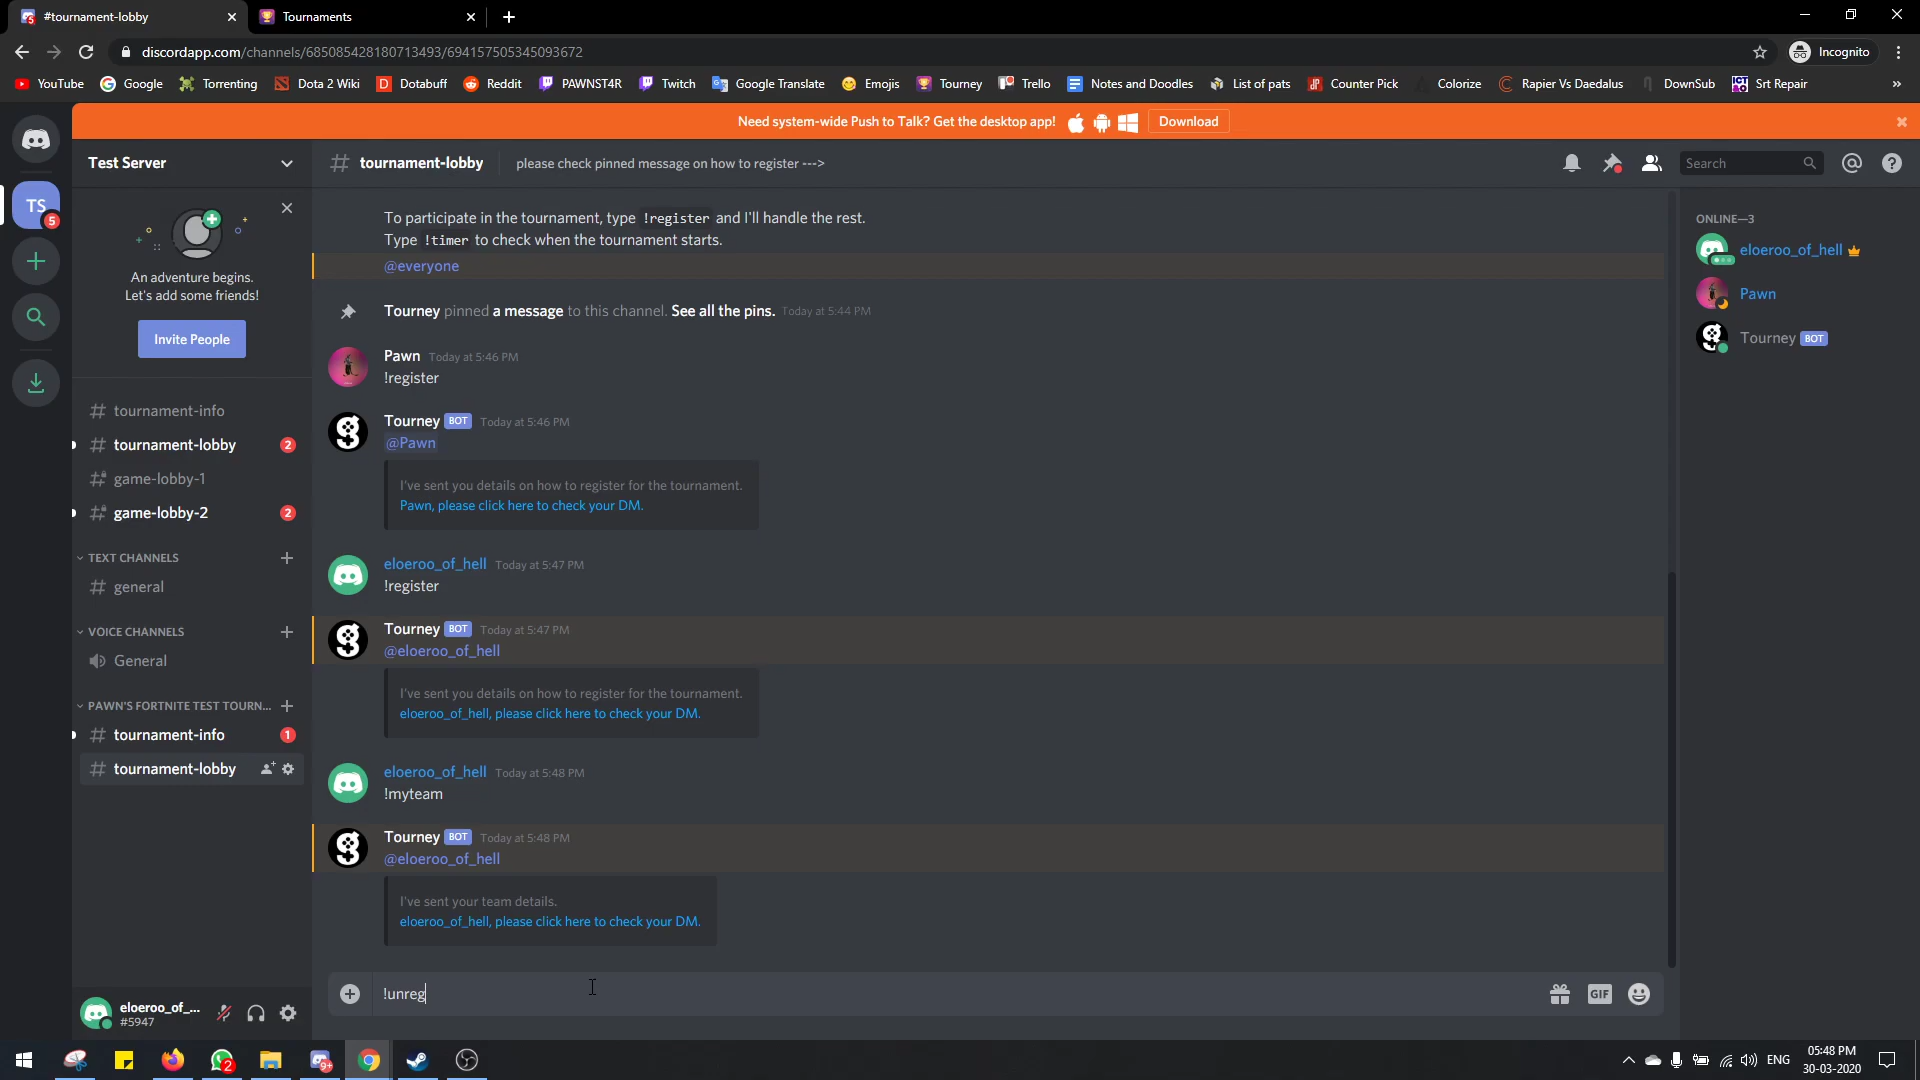 #tournament-lobby
Tournaments
discordapp.com/channels/685085428180713493/694157505345093672
Incognito
YouTube
Google
Torrenting
Dota 2 Wiki
Dotabuff
Reddit
PAWNST4R
Twitch
Google Translate
Emojis
Tourney
Trello
Notes and Doodles
List of pats
Counter Pick
Colorize
Rapier Vs Daedalus
DownSub
Srt Repair
»
Need system-wide Push to Talk? Get the desktop app!
Download
Test Server
tournament-lobby
please check pinned message on how to register --->
Search
TS
5
An adventure begins.
Let's add some friends!
Invite People
tournament-info
tournament-lobby
2
game-lobby-1
game-lobby-2
2
TEXT CHANNELS
general
VOICE CHANNELS
General
PAWN'S FORTNITE TEST TOURN...
tournament-info
1
tournament-lobby
eloeroo_of_...
#5947
To participate in the tournament, type !register and I'll handle the rest.
Type !timer to check when the tournament starts.
@everyone
Tourney pinned a message to this channel. See all the pins. Today at 5:44 PM
Pawn Today at 5:46 PM
!register
Tourney BOT Today at 5:46 PM
@Pawn
I've sent you details on how to register for the tournament.
Pawn, please click here to check your DM.
eloeroo_of_hell Today at 5:47 PM
!register
Tourney BOT Today at 5:47 PM
@eloeroo_of_hell
I've sent you details on how to register for the tournament.
eloeroo_of_hell, please click here to check your DM.
eloeroo_of_hell Today at 5:48 PM
!myteam
Tourney BOT Today at 5:48 PM
@eloeroo_of_hell
I've sent your team details.
eloeroo_of_hell, please click here to check your DM.
!unreg
GIF
ONLINE—3
eloeroo_of_hell
Pawn
Tourney BOT
2
9+
ENG
05:48 PM
30-03-2020